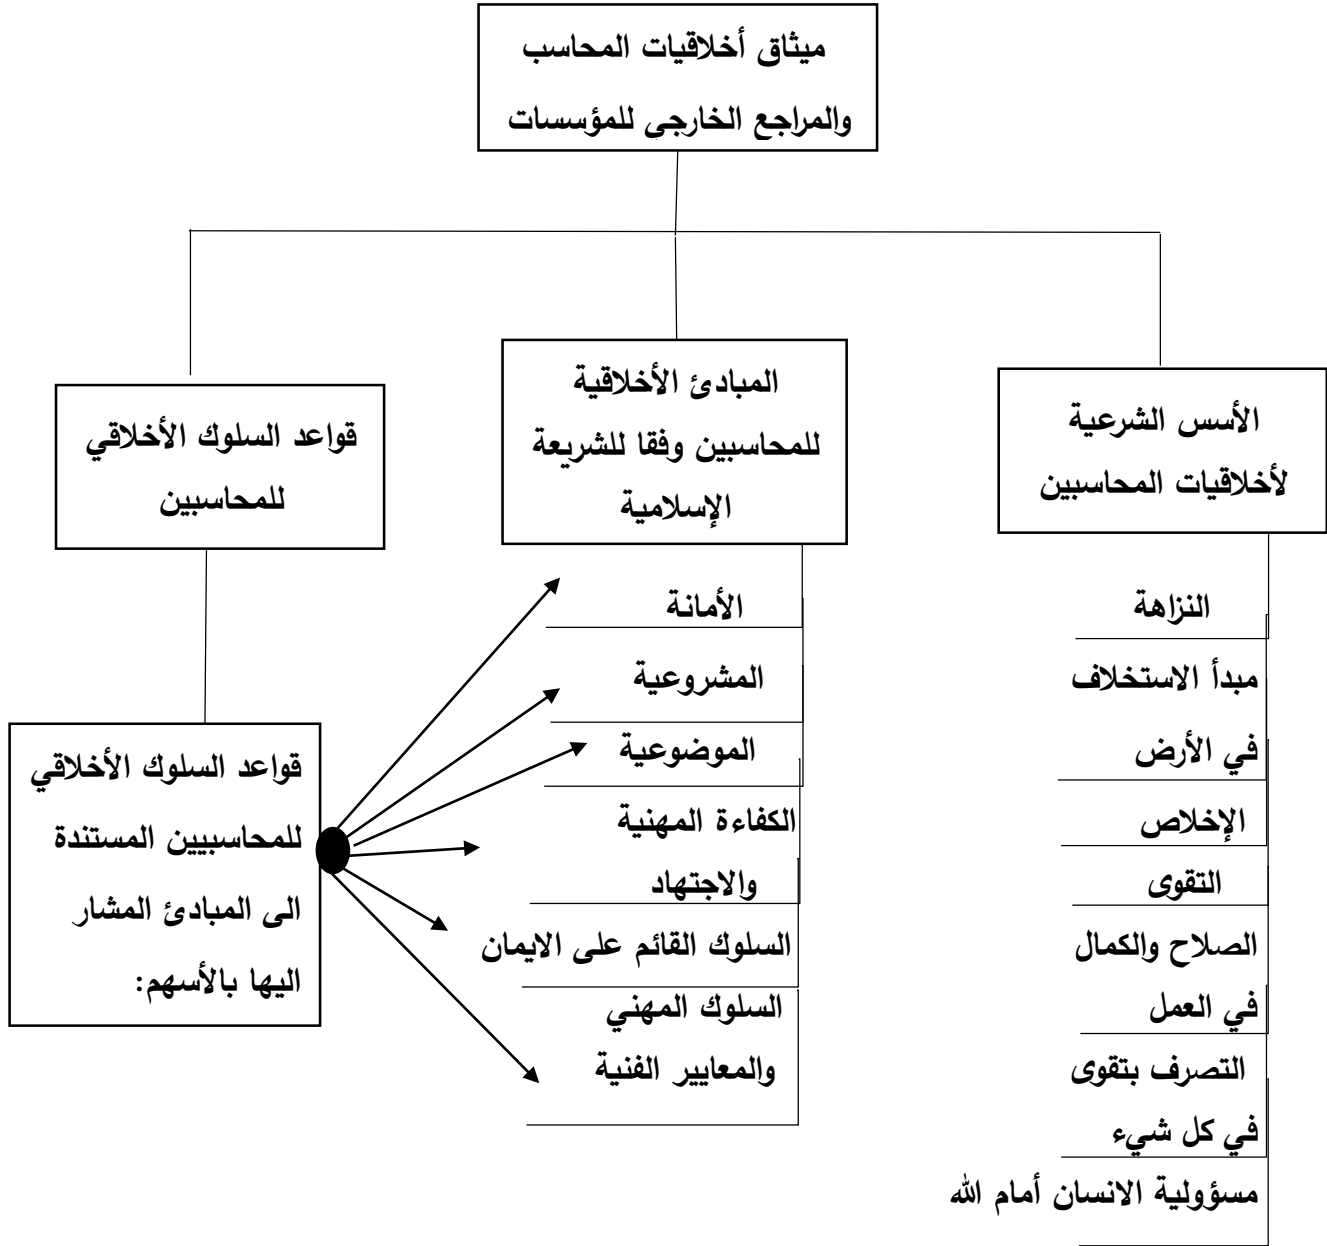 ميثاق أخلاقيات المحاسب
والمراجع الخارجي للمؤسسات
الأسس الشرعية
لأخلاقيات المحاسبين
النزاهة
مبدأ الاستخلاف
في الأرض
الإخلاص
التقوى
الصلاح والكمال
في العمل
التصرف بتقوى
في كل شيء
مسؤولية الانسان أمام الله
المبادئ الأخلاقية
للمحاسبين وفقا للشريعة
الإسلامية
الأمانة
المشروعية
الموضوعية
الكفاءة المهنية
والاجتهاد
السلوك القائم على الايمان
السلوك المهني
والمعايير الفنية
قواعد السلوك الأخلاقي
للمحاسبين
قواعد السلوك الأخلاقي
للمحاسبيين المستندة
الى المبادئ المشار
اليها بالأسهم: